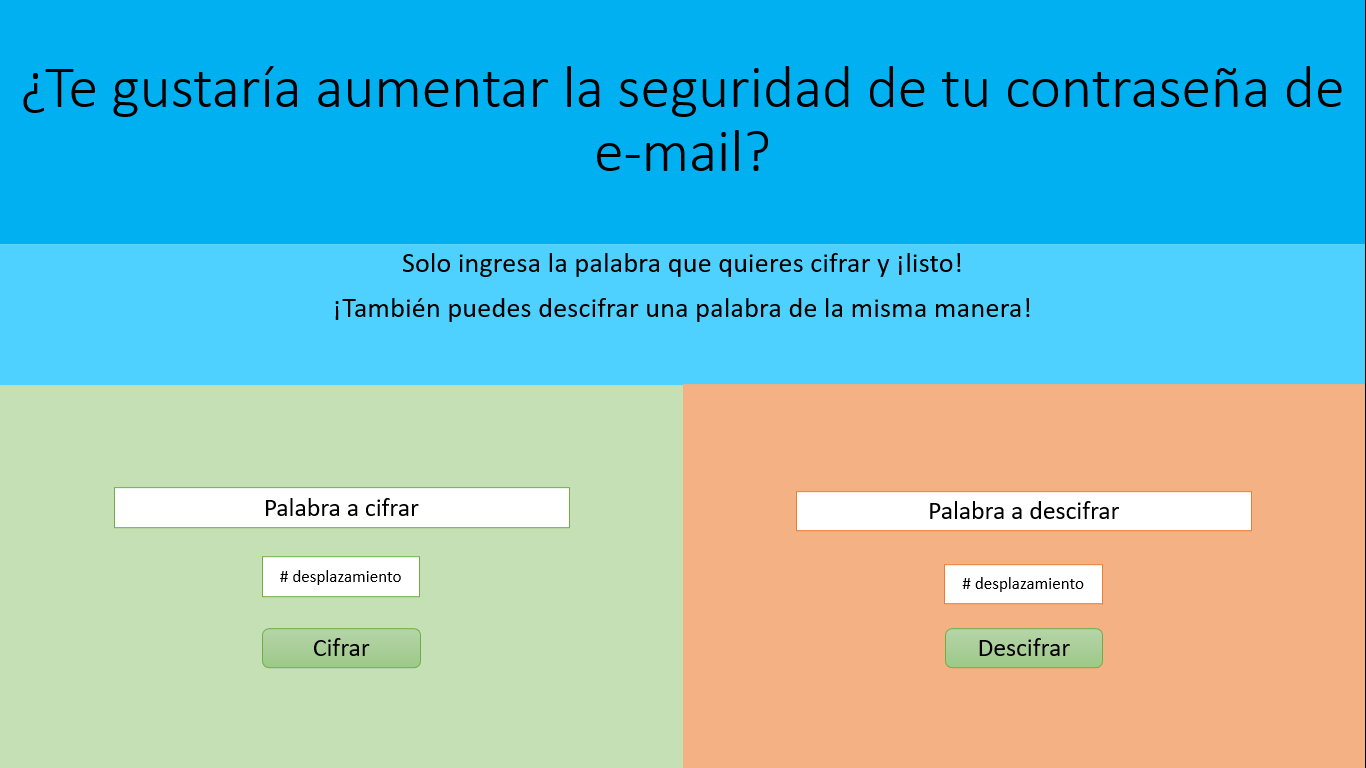 ¿Te gustaría aumentar la seguridad de tu contraseña de
e-mail?
Solo ingresa la palabra que quieres cifrar y ¡listo!
¡También puedes descifrar una palabra de la misma manera!
Palabra a cifrar
# desplazamiento
Cifrar
Palabra a descifrar
# desplazamiento
Descifrar